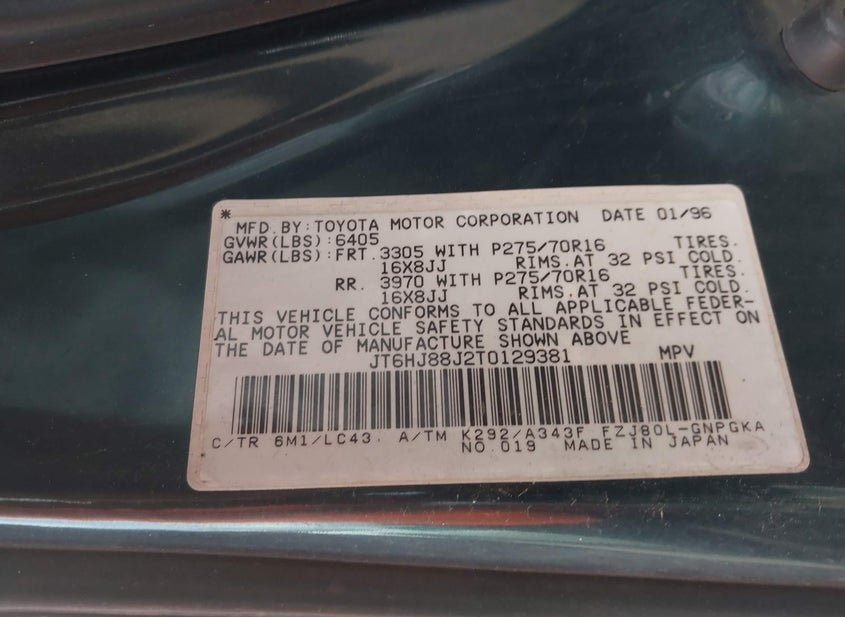 *
MFD.BY:TOYOTA MOTOR CORPORATION DATE 01/96
GVWR(LBS):6405
GAWR(LBS):FRT. 3305 WITH P275/70R16 TIRES.
16X8JJ RIMS.AT 32 PSI COLD.
RR. 3970 WITH P275/70R16 TIRES.
16X8JJ RIMS.AT 32 PSI COLD.
THIS VEHICLE CONFORMS TO ALL APPLICABLE FEDER-
AL MOTOR VEHICLE SAFETY STANDARDS IN EFFECT ON
THE DATE OF MANUFACTURE SHOWN ABOVE
JT6HJ88J2T0129381 MPV
C/TR 6M1/LC43. A/TM K292/A343F FZJ80L-GNPGKA
NO.019 MADE IN JAPAN